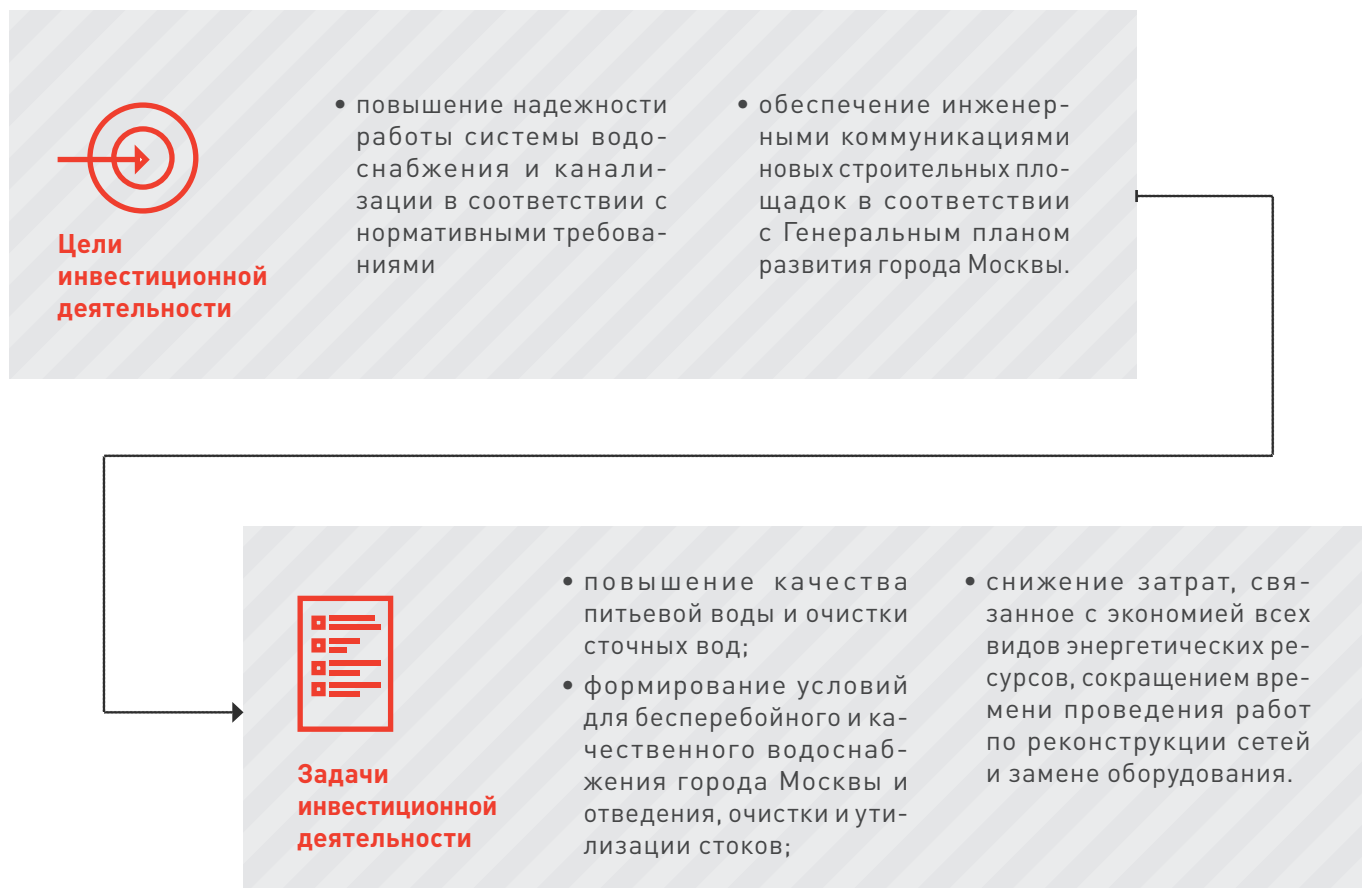 Цели
инвестиционной
деятельности
• повышение надежности
работы системы водо-
снабжения и канали-
зации в соответствии с
нормативными требова-
ниями
• обеспечение инженер-
ными коммуникациями
новых строительных пло-
щадок в соответствии
с Генеральным планом
развития города Москвы.
Задачи
инвестиционной
деятельности
• повышение качества
питьевой воды и очистки
сточных вод;
• формирование условий
для бесперебойного и ка-
чественного водоснаб-
жения города Москвы и
отведения, очистки и ути-
лизации стоков;
• снижение затрат, свя-
занное с экономией всех
видов энергетических ре-
сурсов, сокращением вре-
мени проведения работ
по реконструкции сетей
и замене оборудования.